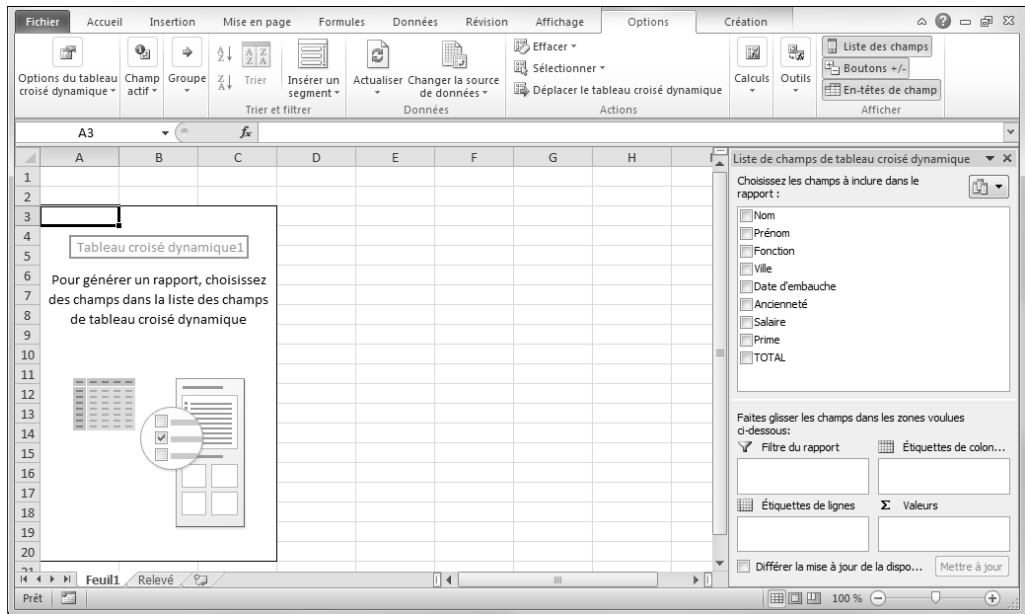 Fichier Accueil Insertion Mise en page Formules Données Révision Affichage Options Création
Options du tableau croisé dynamique
Champ actif
Groupe
Trier
Insérer un segment
Trier et filtrer
Actualiser
Changer la source de données
Données
Effacer
Sélectionner
Déplacer le tableau croisé dynamique
Actions
Calculs
Outils
Liste des champs
Boutons +/-
En-têtes de champ
Afficher
A3
fx
A B C D E F G H I
1
2
3
4
5
6
7
8
9
10
11
12
13
14
15
16
17
18
19
20
21
Tableau croisé dynamique1
Pour générer un rapport, choisissez
des champs dans la liste des champs
de tableau croisé dynamique
Liste de champs de tableau croisé dynamique
Choisissez les champs à inclure dans le
rapport :
Nom
Prénom
Fonction
Ville
Date d'embauche
Ancienneté
Salaire
Prime
TOTAL
Faites glisser les champs dans les zones voulues
ci-dessous:
Filtre du rapport
Étiquettes de colon...
Étiquettes de lignes
Σ Valeurs
Différer la mise à jour de la dispo...
Mettre à jour
Feuil1 Relevé
Prêt
100 %